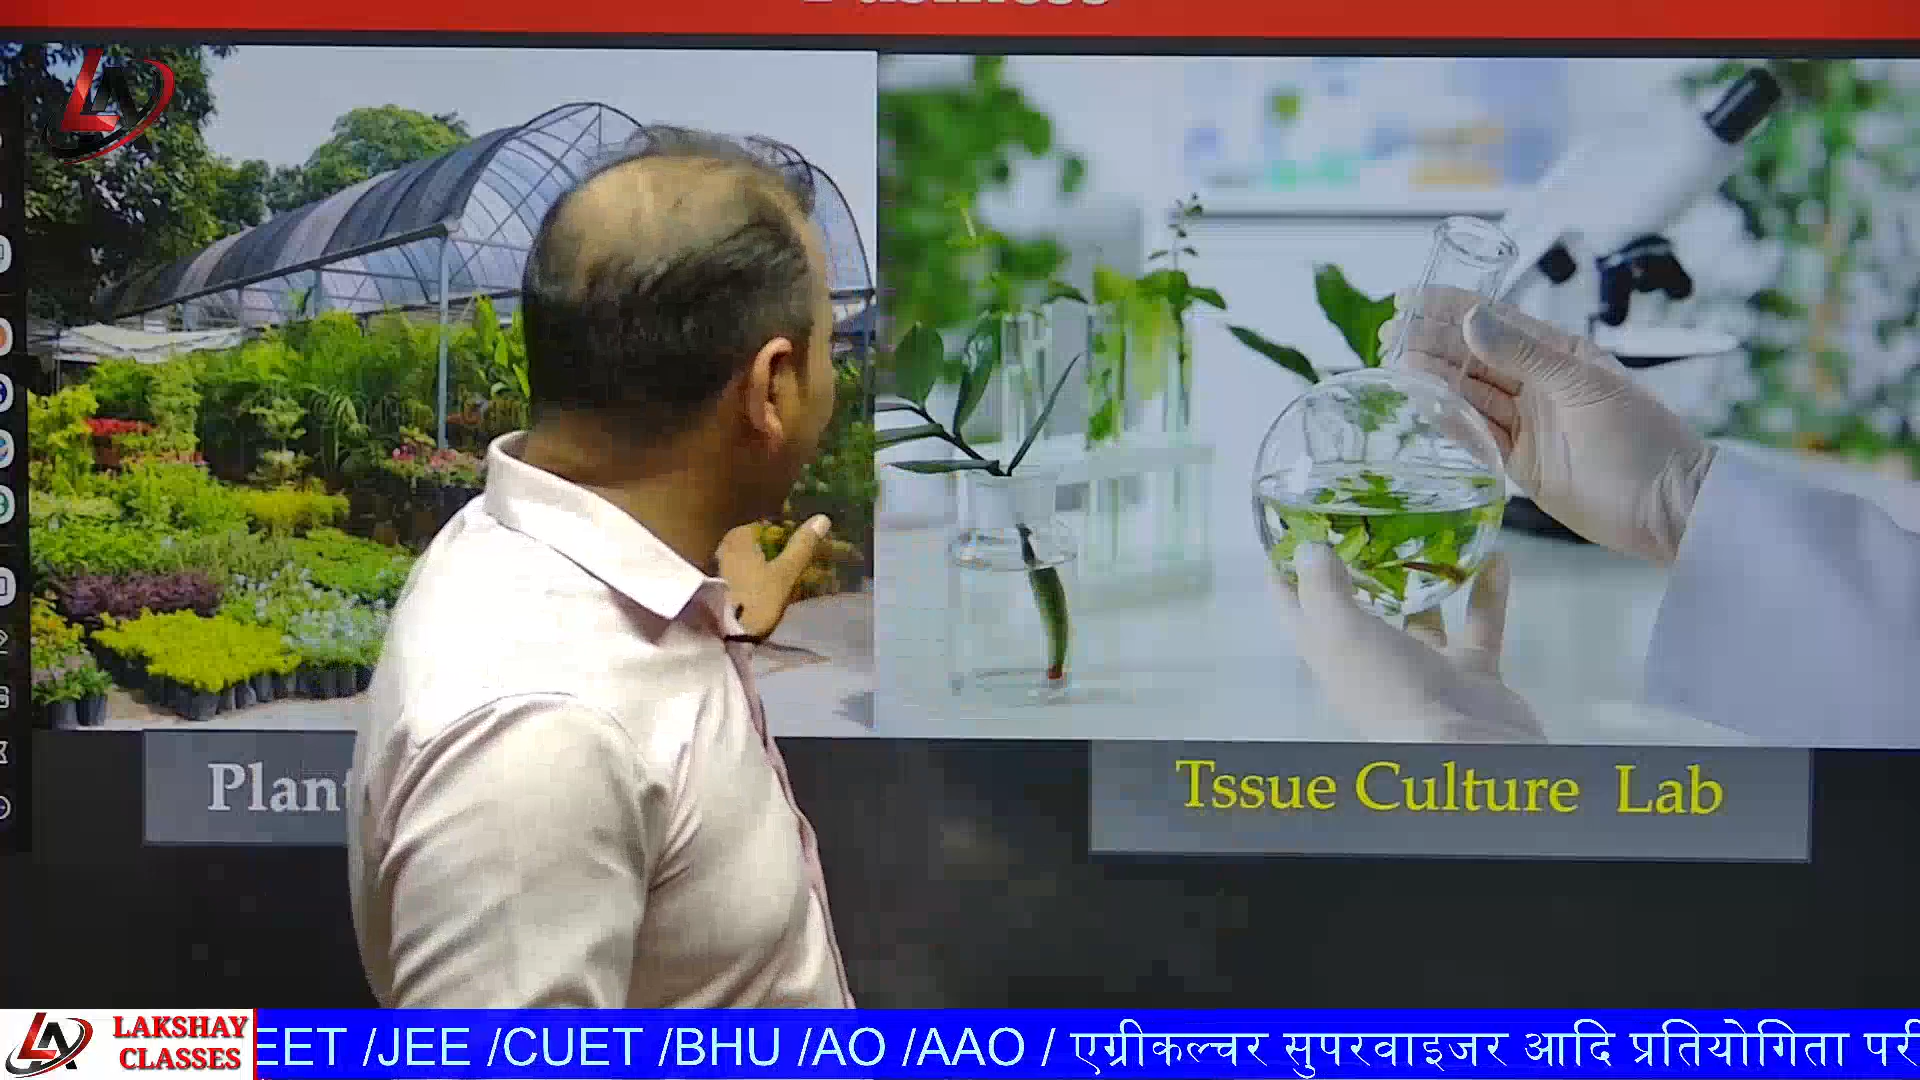 Business
Plant
Tssue Culture Lab
LAKSHAY
CLASSES
EET /JEE /CUET /BHU /AO /AAO / एग्रीकल्चर सुपरवाइजर आदि प्रतियोगिता परी